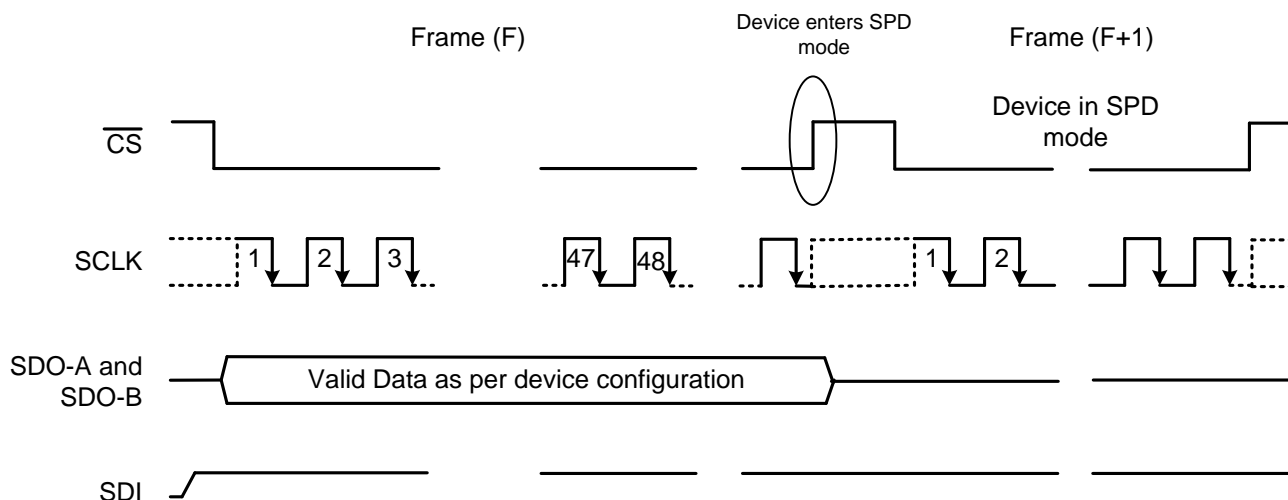 Frame (F)
Device enters SPD
mode
Frame (F+1)
Device in SPD
mode
CS
SCLK
1
2
3
47
48
1
2
SDO-A and
SDO-B
Valid Data as per device configuration
SDI